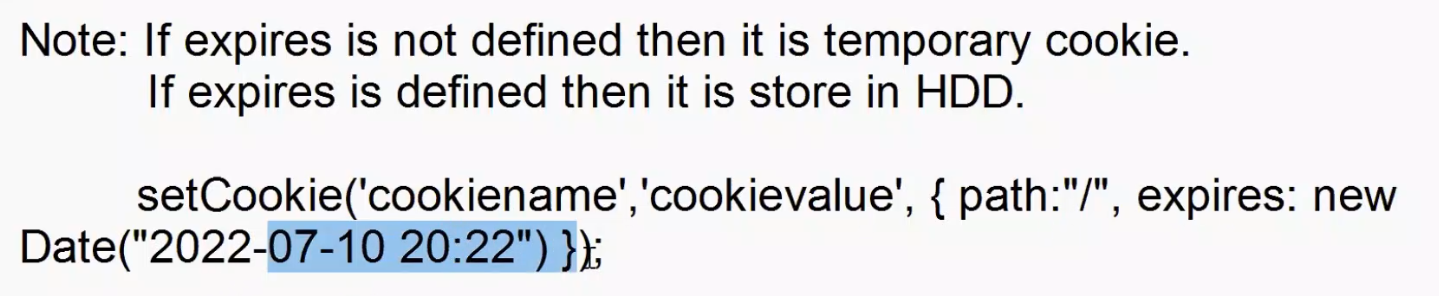 Note: If expires is not defined then it is temporary cookie.
If expires is defined then it is store in HDD.
setCookie('cookiename','cookievalue', { path:"/", expires: new
Date("2022-07-10 20:22") });